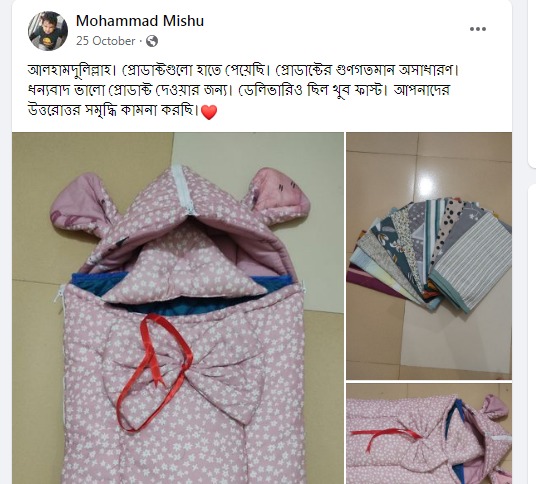 Mohammad Mishu
25 October ·
আলহামদুলিল্লাহ। প্রোডাক্টগুলো হাতে পেয়েছি। প্রোডাক্টের গুণগতমান অসাধারণ।
ধন্যবাদ ভালো প্রোডাক্ট দেওয়ার জন্য। ডেলিভারিও ছিল খুব ফাস্ট। আপনাদের
উত্তরোত্তর সমৃদ্ধি কামনা করছি।❤️